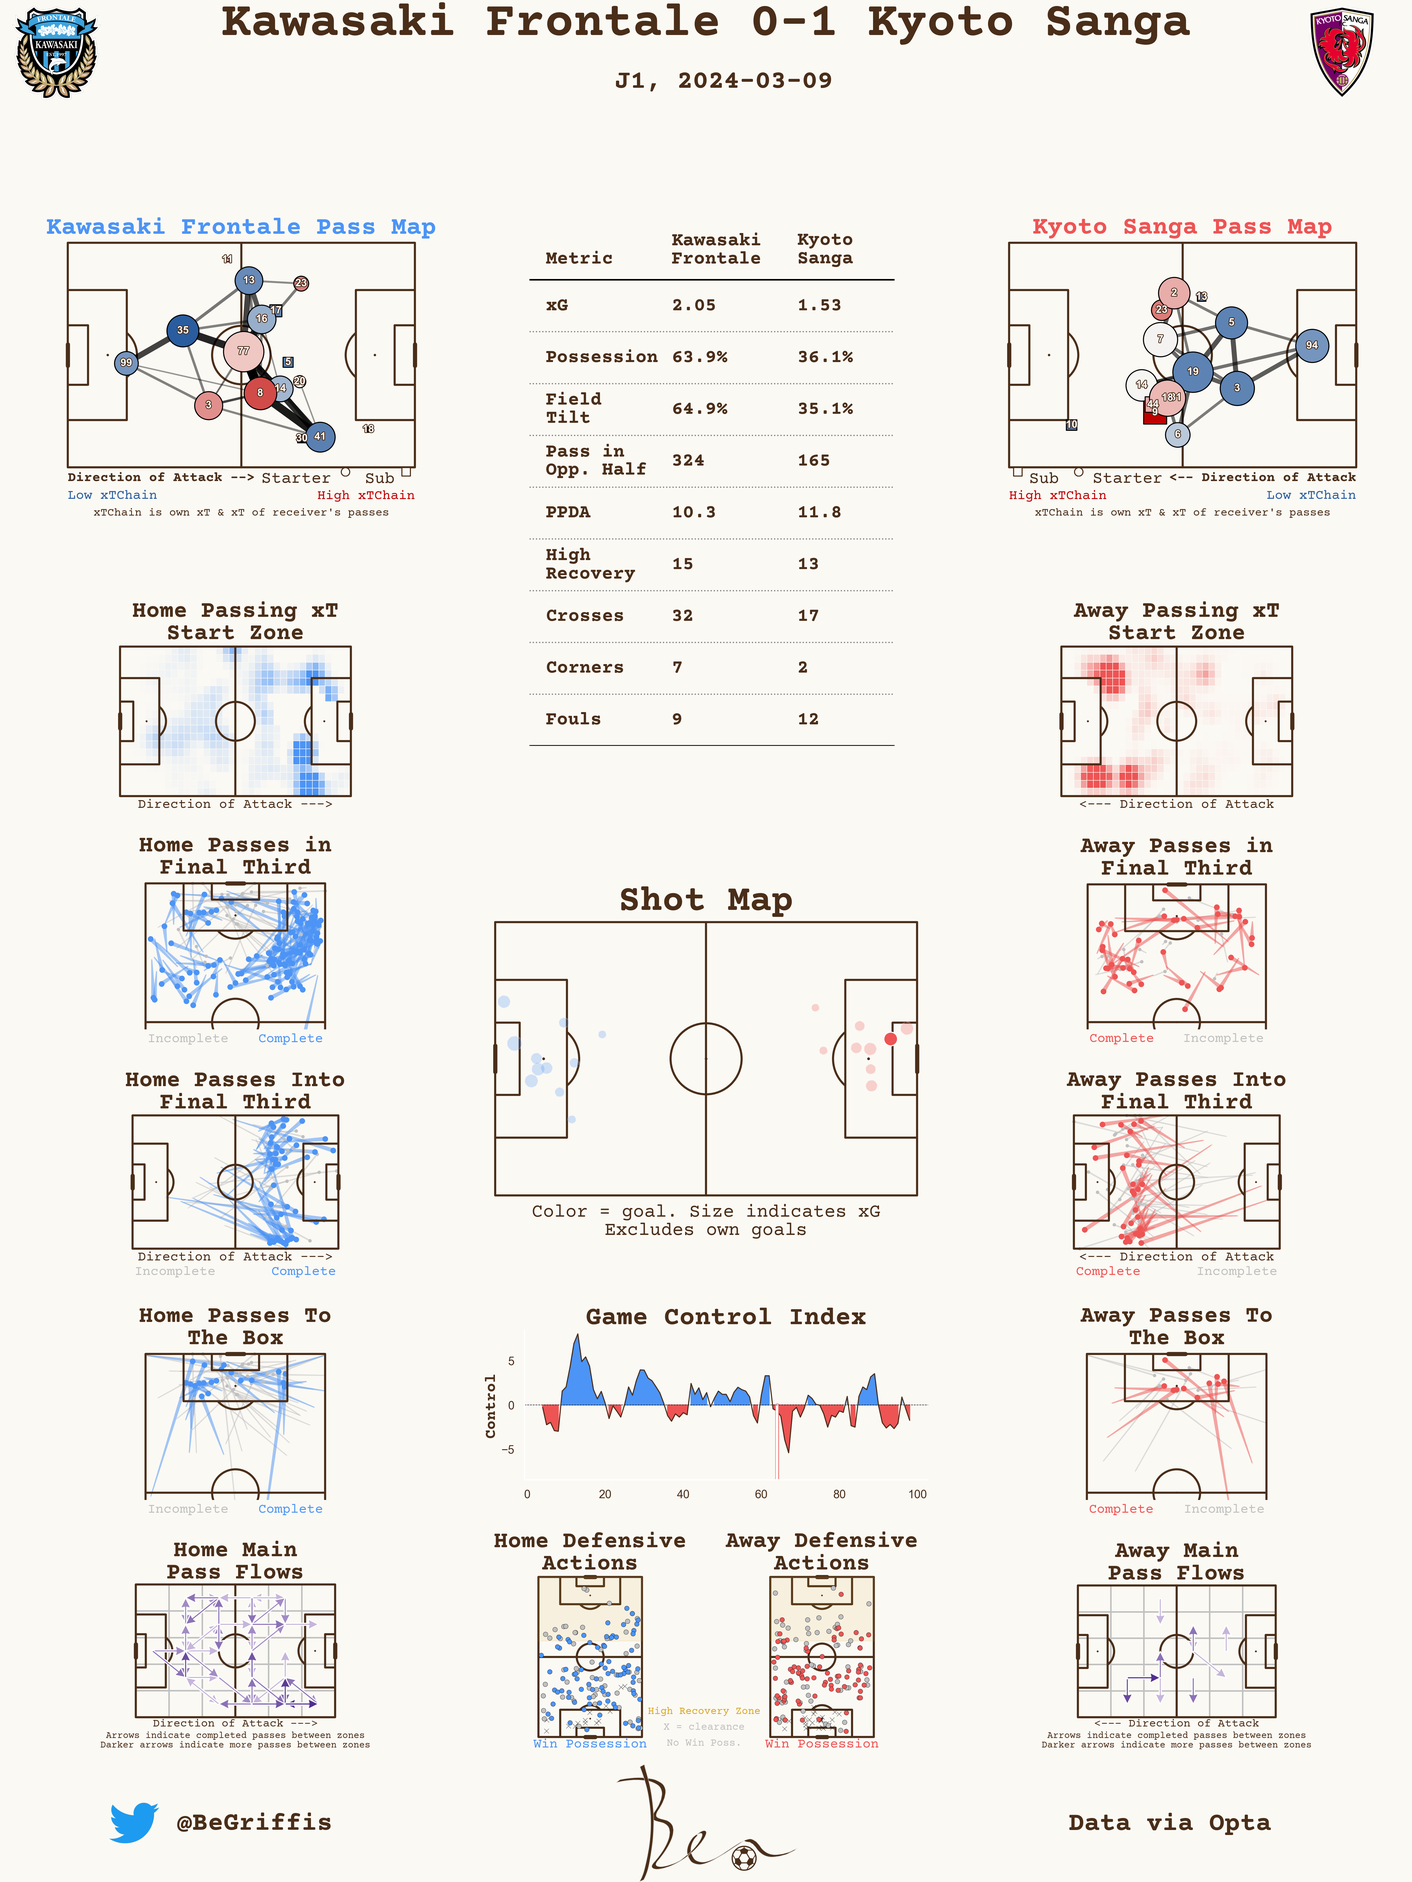 Kawasaki Frontale 0-1 Kyoto Sanga
J1, 2024-03-09
FRONTALE
KAWASAKI
KYOTO SANGA
Kawasaki Frontale Pass Map
11
13
23
17
16
35
77
99
5
20
14
8
3
30
41
18
Direction of Attack --> Starter Sub
Low xTChain High xTChain
xTChain is own xT & xT of receiver's passes
Metric Kawasaki Frontale Kyoto Sanga
xG 2.05 1.53
Possession 63.9% 36.1%
Field Tilt 64.9% 35.1%
Pass in Opp. Half 324 165
PPDA 10.3 11.8
High Recovery 15 13
Crosses 32 17
Corners 7 2
Fouls 9 12
Kyoto Sanga Pass Map
2
13
23
5
7
94
19
14
3
44
9
10
6
Sub Starter <-- Direction of Attack
High xTChain Low xTChain
xTChain is own xT & xT of receiver's passes
Home Passing xT
Start Zone
Direction of Attack --->
Away Passing xT
Start Zone
<--- Direction of Attack
Home Passes in
Final Third
Incomplete Complete
Away Passes in
Final Third
Complete Incomplete
Shot Map
Color = goal. Size indicates xG
Excludes own goals
Home Passes Into
Final Third
Direction of Attack --->
Incomplete Complete
Away Passes Into
Final Third
<--- Direction of Attack
Complete Incomplete
Home Passes To
The Box
Incomplete Complete
Game Control Index
Control
5
0
−5
0 20 40 60 80 100
Away Passes To
The Box
Complete Incomplete
Home Main
Pass Flows
Direction of Attack --->
Arrows indicate completed passes between zones
Darker arrows indicate more passes between zones
Home Defensive
Actions
Win Possession
High Recovery Zone
X = clearance
No Win Poss.
Away Defensive
Actions
Win Possession
Away Main
Pass Flows
<--- Direction of Attack
Arrows indicate completed passes between zones
Darker arrows indicate more passes between zones
@BeGriffis
Ben
Data via Opta